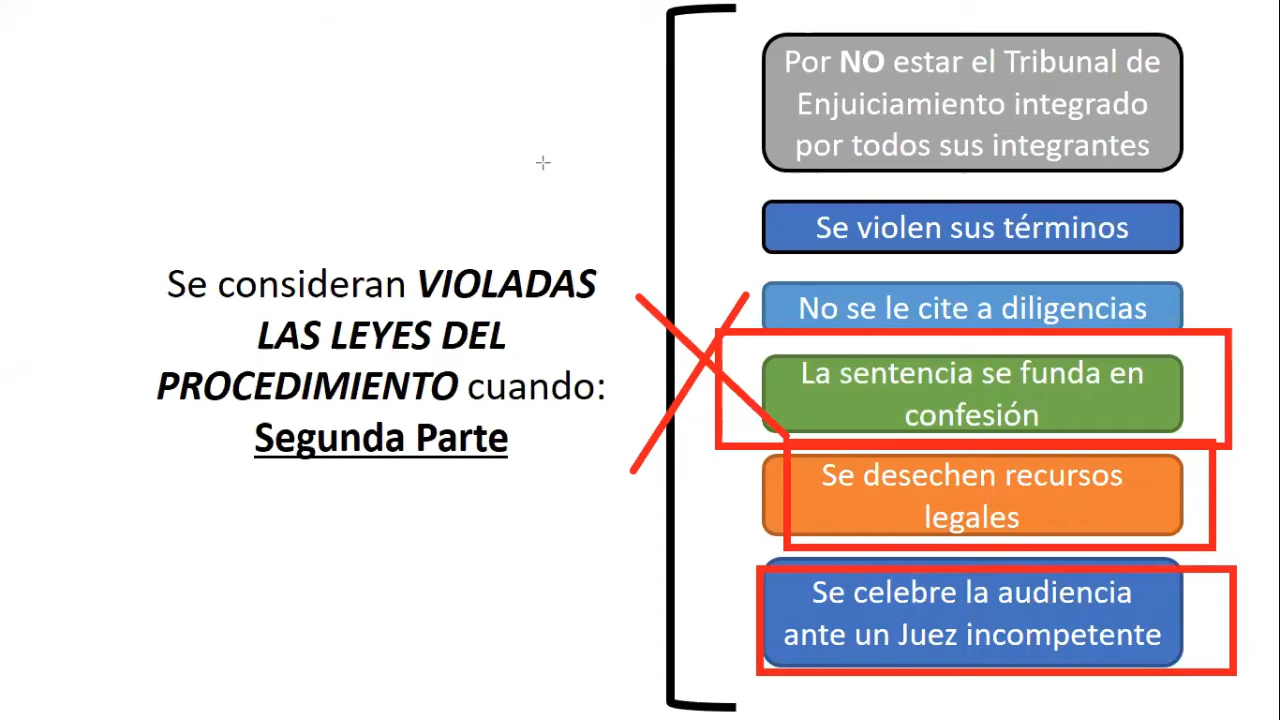 Se consideran VIOLADAS
LAS LEYES DEL
PROCEDIMIENTO cuando:
Segunda Parte
Por NO estar el Tribunal de
Enjuiciamiento integrado
por todos sus integrantes
Se violen sus términos
No se le cite a diligencias
La sentencia se funda en
confesión
Se desechen recursos
legales
Se celebre la audiencia
ante un Juez incompetente